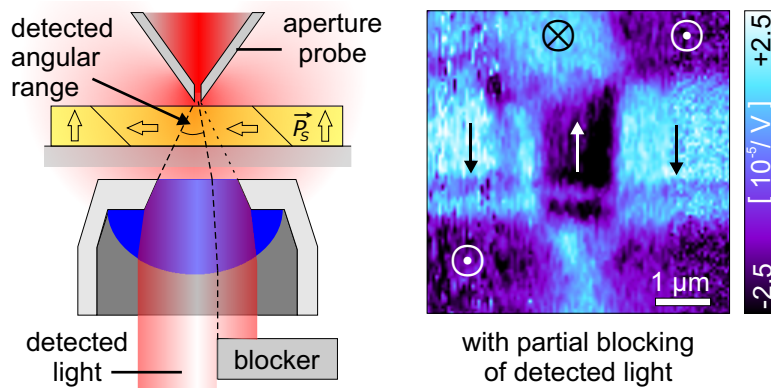 detected
angular
range
aperture
probe
P⃗s
detected
light
blocker
1 µm
with partial blocking
of detected light
-2.5 [ 10⁻⁵/ V ] +2.5